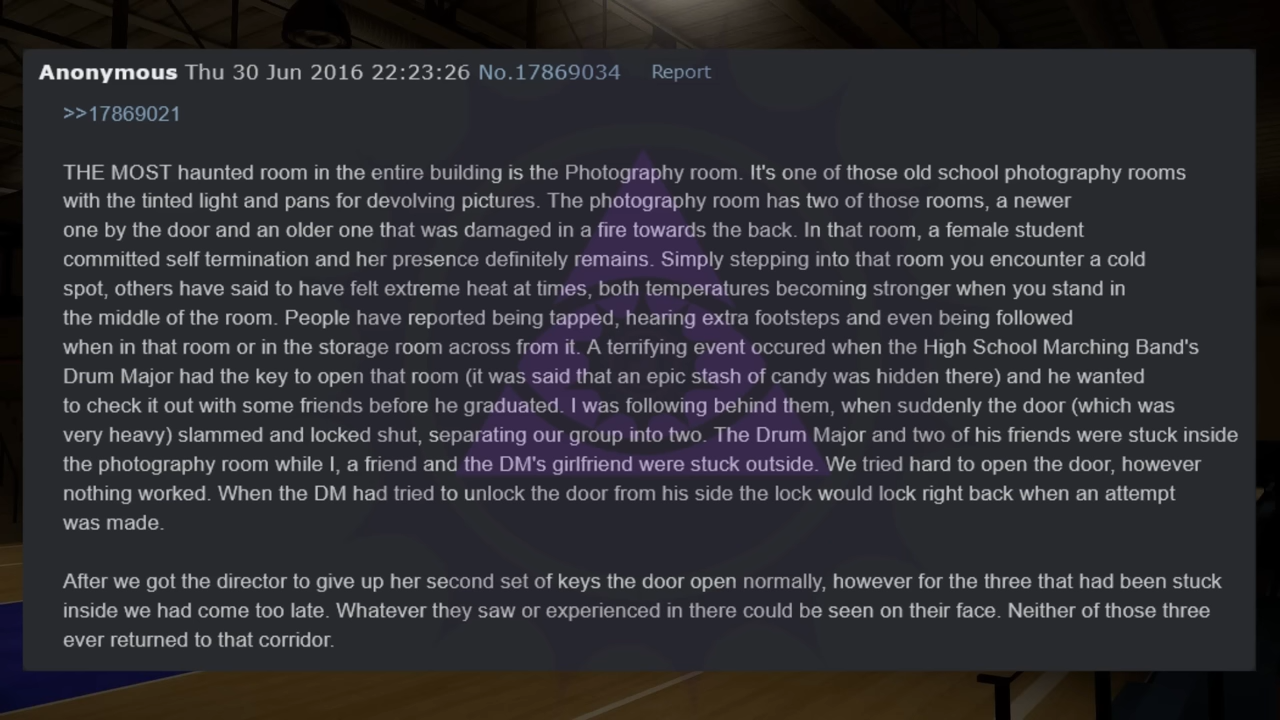 Anonymous Thu 30 Jun 2016 22:23:26 No.17869034 Report
>>17869021
THE MOST haunted room in the entire building is the Photography room. It's one of those old school photography rooms
with the tinted light and pans for devolving pictures. The photography room has two of those rooms, a newer
one by the door and an older one that was damaged in a fire towards the back. In that room, a female student
committed self termination and her presence definitely remains. Simply stepping into that room you encounter a cold
spot, others have said to have felt extreme heat at times, both temperatures becoming stronger when you stand in
the middle of the room. People have reported being tapped, hearing extra footsteps and even being followed
when in that room or in the storage room across from it. A terrifying event occured when the High School Marching Band's
Drum Major had the key to open that room (it was said that an epic stash of candy was hidden there) and he wanted
to check it out with some friends before he graduated. I was following behind them, when suddenly the door (which was
very heavy) slammed and locked shut, separating our group into two. The Drum Major and two of his friends were stuck inside
the photography room while I, a friend and the DM's girlfriend were stuck outside. We tried hard to open the door, however
nothing worked. When the DM had tried to unlock the door from his side the lock would lock right back when an attempt
was made.
After we got the director to give up her second set of keys the door open normally, however for the three that had been stuck
inside we had come too late. Whatever they saw or experienced in there could be seen on their face. Neither of those three
ever returned to that corridor.